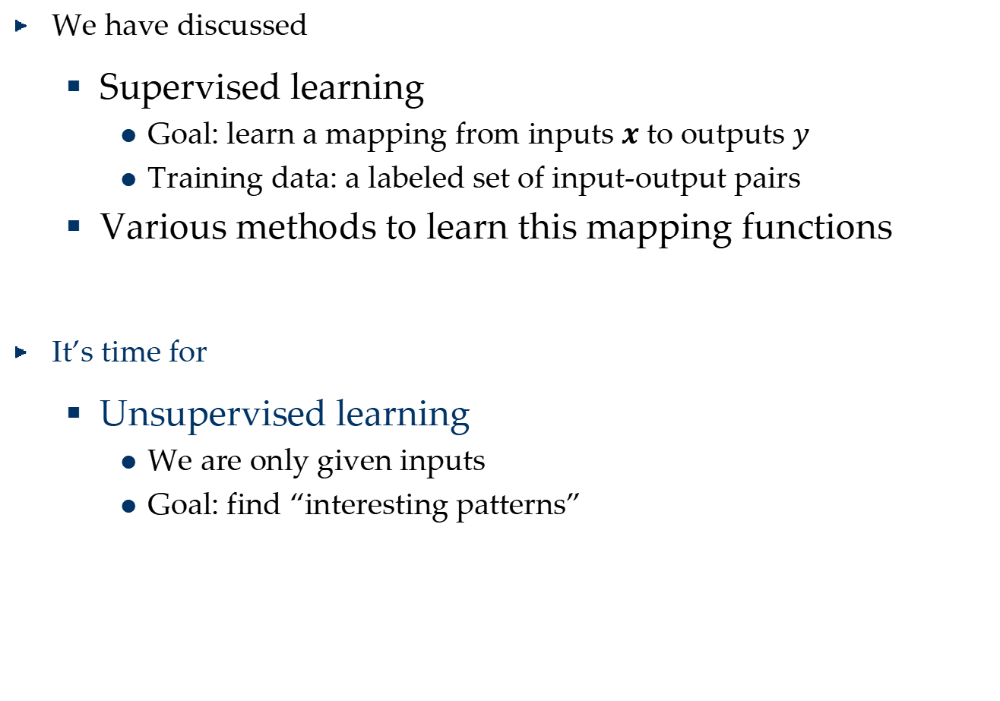 We have discussed
Supervised learning
Goal: learn a mapping from inputs x to outputs y
Training data: a labeled set of input-output pairs
Various methods to learn this mapping functions
It’s time for
Unsupervised learning
We are only given inputs
Goal: find “interesting patterns”